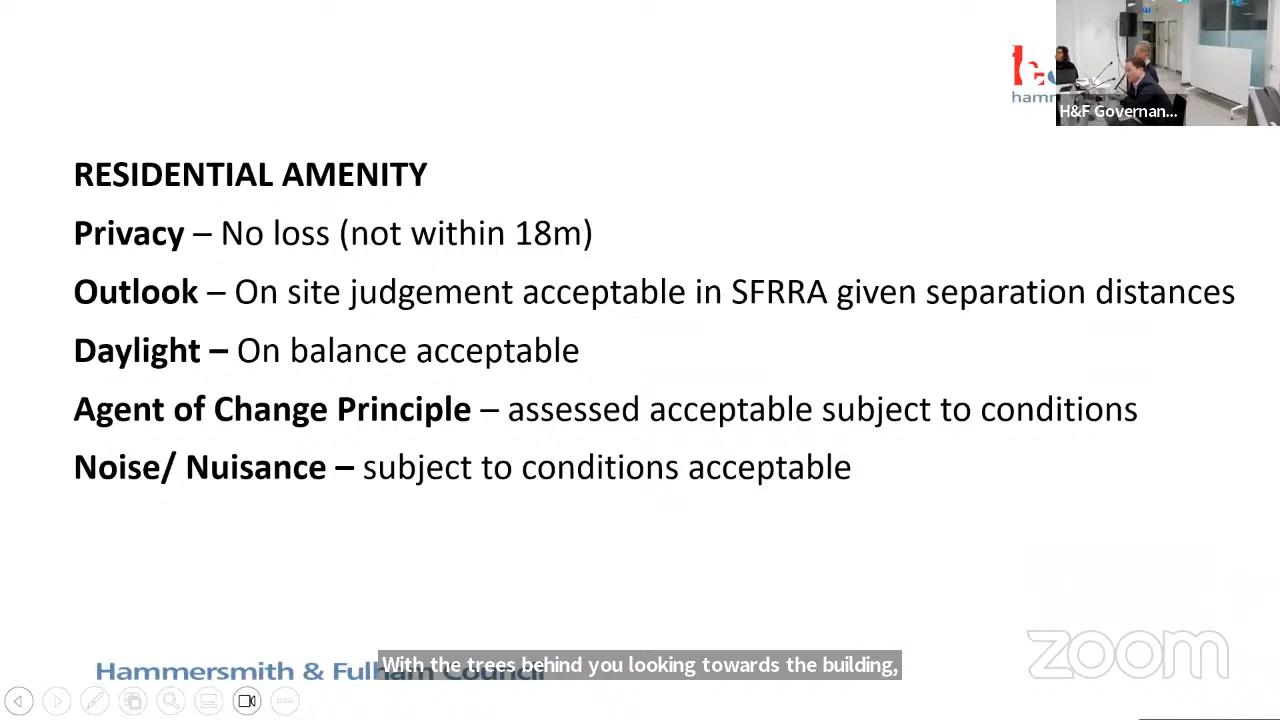 hamm
H&F Governan...
RESIDENTIAL AMENITY
Privacy – No loss (not within 18m)
Outlook – On site judgement acceptable in SFRRA given separation distances
Daylight – On balance acceptable
Agent of Change Principle – assessed acceptable subject to conditions
Noise/ Nuisance – subject to conditions acceptable
Hammersmith & Fulham Council
With the trees behind you looking towards the building,
zoom